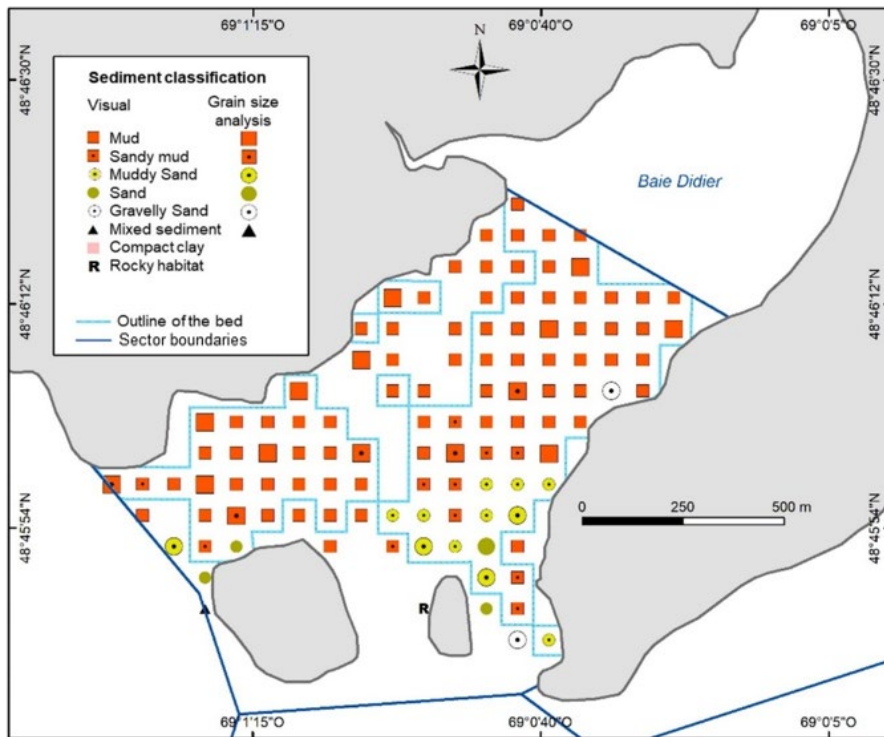 69°1'15"O 69°0'40"O 69°0'5"O
N
48°46'30"N 48°46'30"N
Sediment classification
Visual Grain size
analysis
Mud
Sandy mud
Muddy Sand
Sand
Gravelly Sand
Mixed sediment
Compact clay
R Rocky habitat
Outline of the bed
Sector boundaries
Baie Didier
48°46'12"N 48°46'12"N
0 250 500 m
48°45'54"N 48°45'54"N
R
69°1'15"O 69°0'40"O 69°0'5"O